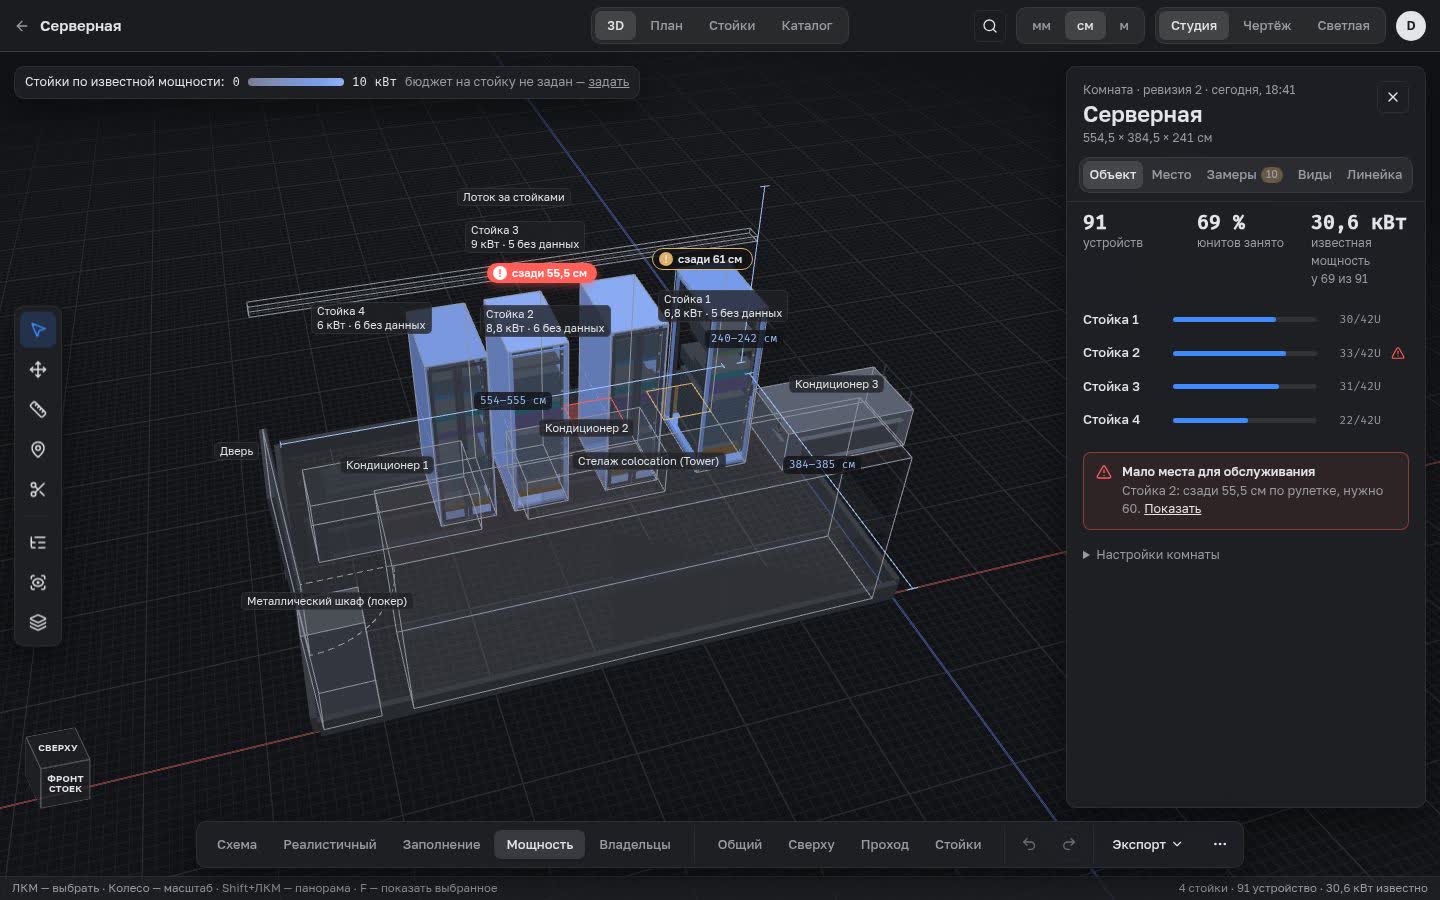 Серверная
3D План Стойки Каталог
мм см м
Студия Чертёж Светлая
D
Стойки по известной мощности: 0 10 кВт бюджет на стойку не задан — задать
Лоток за стойками
Стойка 3
9 кВт · 5 без данных
! сзади 55,5 см
! сзади 61 см
Стойка 4
6 кВт · 6 без данных
Стойка 2
8,8 кВт · 6 без данных
Стойка 1
6,8 кВт · 5 без данных
240—242 см
554—555 см
Кондиционер 3
Кондиционер 2
Дверь
Кондиционер 1
Стелаж colocation (Tower)
384—385 см
Металлический шкаф (локер)
СВЕРХУ
ФРОНТ
СТОЕК
Комната · ревизия 2 · сегодня, 18:41
Серверная
554,5 × 384,5 × 241 см
Объект Место Замеры 10 Виды Линейка
91
устройств
69 %
юнитов занято
30,6 кВт
известная
мощность
у 69 из 91
Стойка 1 30/42U
Стойка 2 33/42U
Стойка 3 31/42U
Стойка 4 22/42U
Мало места для обслуживания
Стойка 2: сзади 55,5 см по рулетке, нужно
60. Показать
Настройки комнаты
Схема Реалистичный Заполнение Мощность Владельцы Общий Сверху Проход Стойки Экспорт
ЛКМ — выбрать · Колесо — масштаб · Shift+ЛКМ — панорама · F — показать выбранное
4 стойки · 91 устройство · 30,6 кВт известно